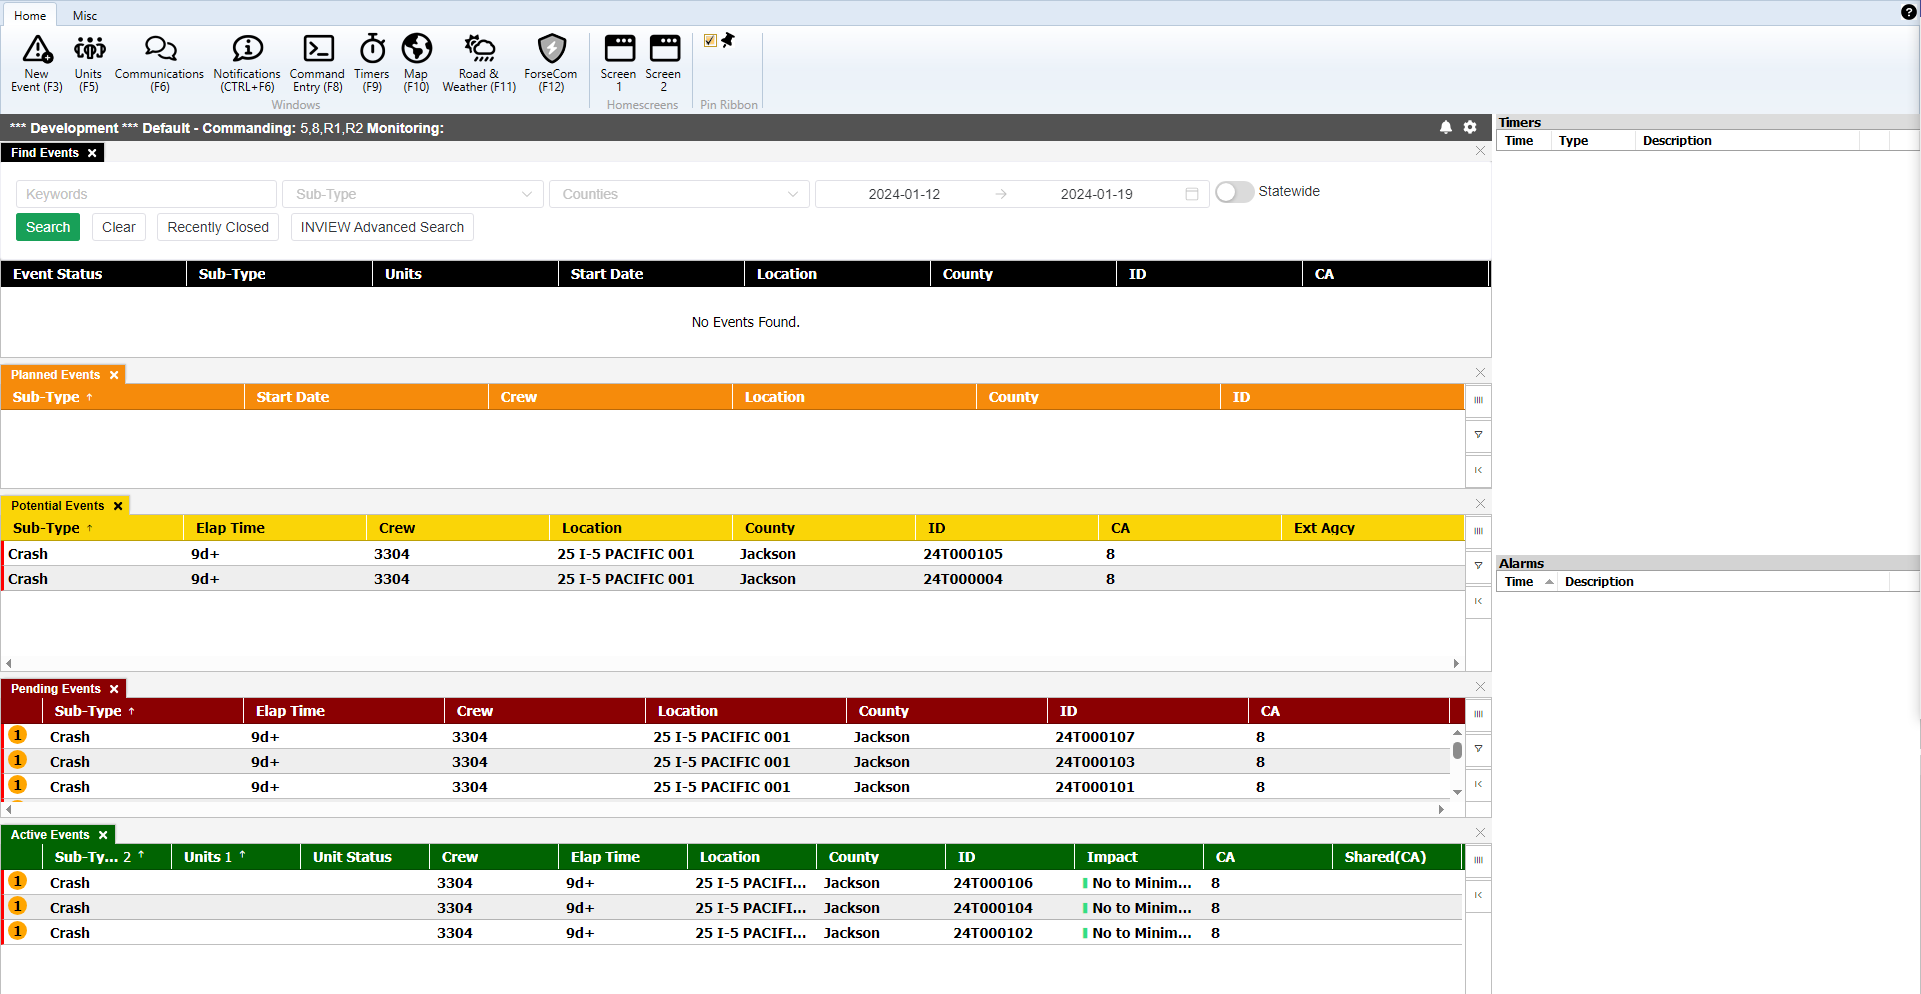 Home Misc
New Event (F3)
Units (F5)
Communications (F6)
Notifications (CTRL+F6)
Command Entry (F8)
Timers (F9)
Map (F10)
Road & Weather (F11)
ForseCom (F12)
Screen 1
Screen 2
Windows Homescreens Pin Ribbon
*** Development *** Default - Commanding: 5,8,R1,R2 Monitoring:
Find Events
Keywords Sub-Type Counties 2024-01-12 → 2024-01-19 Statewide
Search Clear Recently Closed INVIEW Advanced Search
Event Status Sub-Type Units Start Date Location County ID CA
No Events Found.
Planned Events
Sub-Type ↑ Start Date Crew Location County ID
Potential Events
Sub-Type ↑ Elap Time Crew Location County ID CA Ext Agcy
Crash 9d+ 3304 25 I-5 PACIFIC 001 Jackson 24T000105 8
Crash 9d+ 3304 25 I-5 PACIFIC 001 Jackson 24T000004 8
Pending Events
Sub-Type ↑ Elap Time Crew Location County ID CA
1 Crash 9d+ 3304 25 I-5 PACIFIC 001 Jackson 24T000107 8
1 Crash 9d+ 3304 25 I-5 PACIFIC 001 Jackson 24T000103 8
1 Crash 9d+ 3304 25 I-5 PACIFIC 001 Jackson 24T000101 8
Active Events
Sub-Ty... 2 ↑ Units 1 ↑ Unit Status Crew Elap Time Location County ID Impact CA Shared(CA)
1 Crash 3304 9d+ 25 I-5 PACIFI... Jackson 24T000106 No to Minim... 8
1 Crash 3304 9d+ 25 I-5 PACIFI... Jackson 24T000104 No to Minim... 8
1 Crash 3304 9d+ 25 I-5 PACIFI... Jackson 24T000102 No to Minim... 8
Timers
Time Type Description
Alarms
Time Description